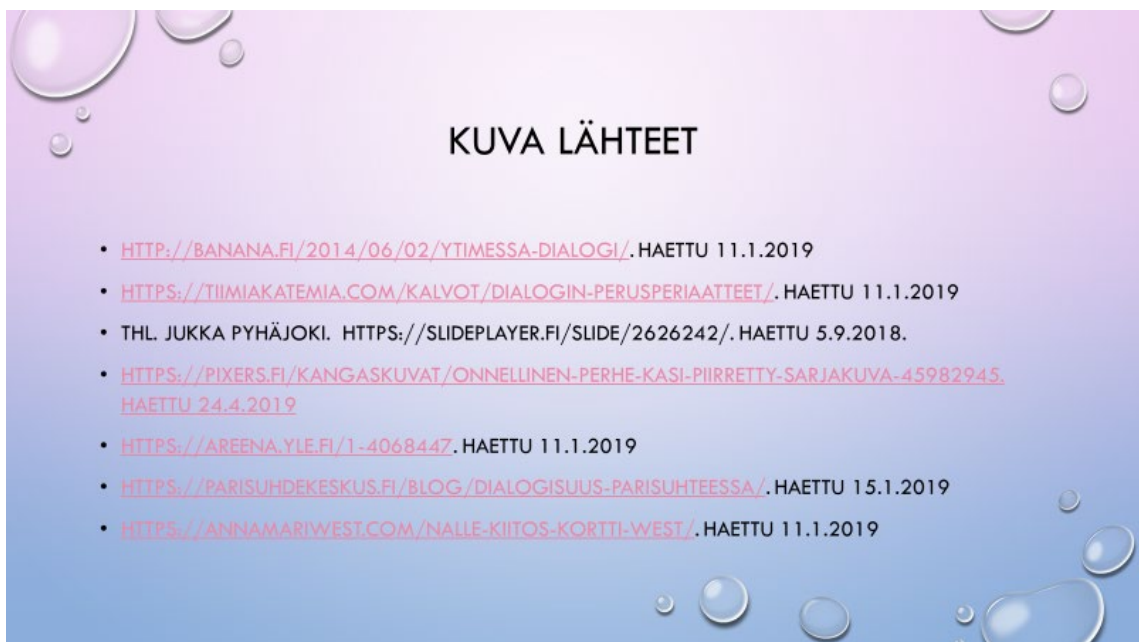 KUVA LÄHTEET
• HTTP://BANANA.FI/2014/06/02/YTIMESSA-DIALOGI/. HAETTU 11.1.2019
• HTTPS://TIIMIAKATEMIA.COM/KALVOT/DIALOGIN-PERUSPERIAATTEET/. HAETTU 11.1.2019
• THL. JUKKA PYHÄJOKI. HTTPS://SLIDEPLAYER.FI/SLIDE/2626242/. HAETTU 5.9.2018.
• HTTPS://PIXERS.FI/KANGASKUVAT/ONNELLINEN-PERHE-KASI-PIIRRETTY-SARJAKUVA-45982945.
HAETTU 24.4.2019
• HTTPS://AREENA.YLE.FI/1-4068447. HAETTU 11.1.2019
• HTTPS://PARISUHDEKESKUS.FI/BLOG/DIALOGISUUS-PARISUHTEESSA/. HAETTU 15.1.2019
• HTTPS://ANNAMARIWEST.COM/NALLE-KIITOS-KORTTI-WEST/. HAETTU 11.1.2019